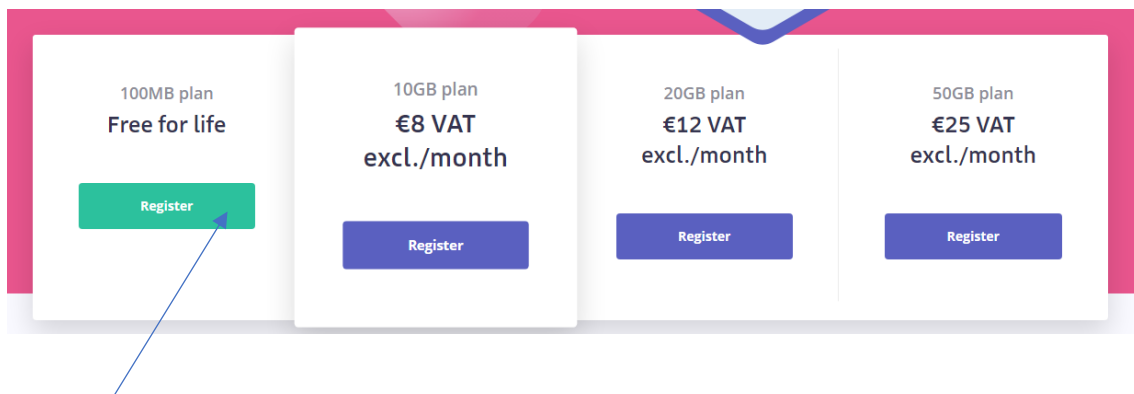 100MB plan
Free for life
Register
10GB plan
€8 VAT
excl./month
Register
20GB plan
€12 VAT
excl./month
Register
50GB plan
€25 VAT
excl./month
Register